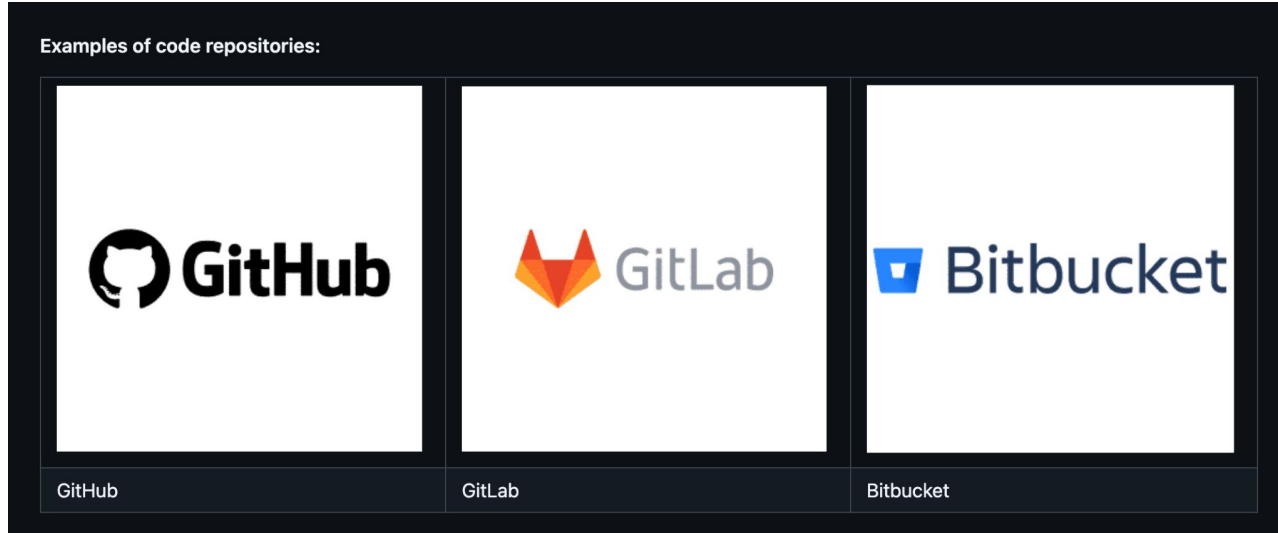 Examples of code repositories:
GitHub
GitLab
Bitbucket
GitHub
GitLab
Bitbucket